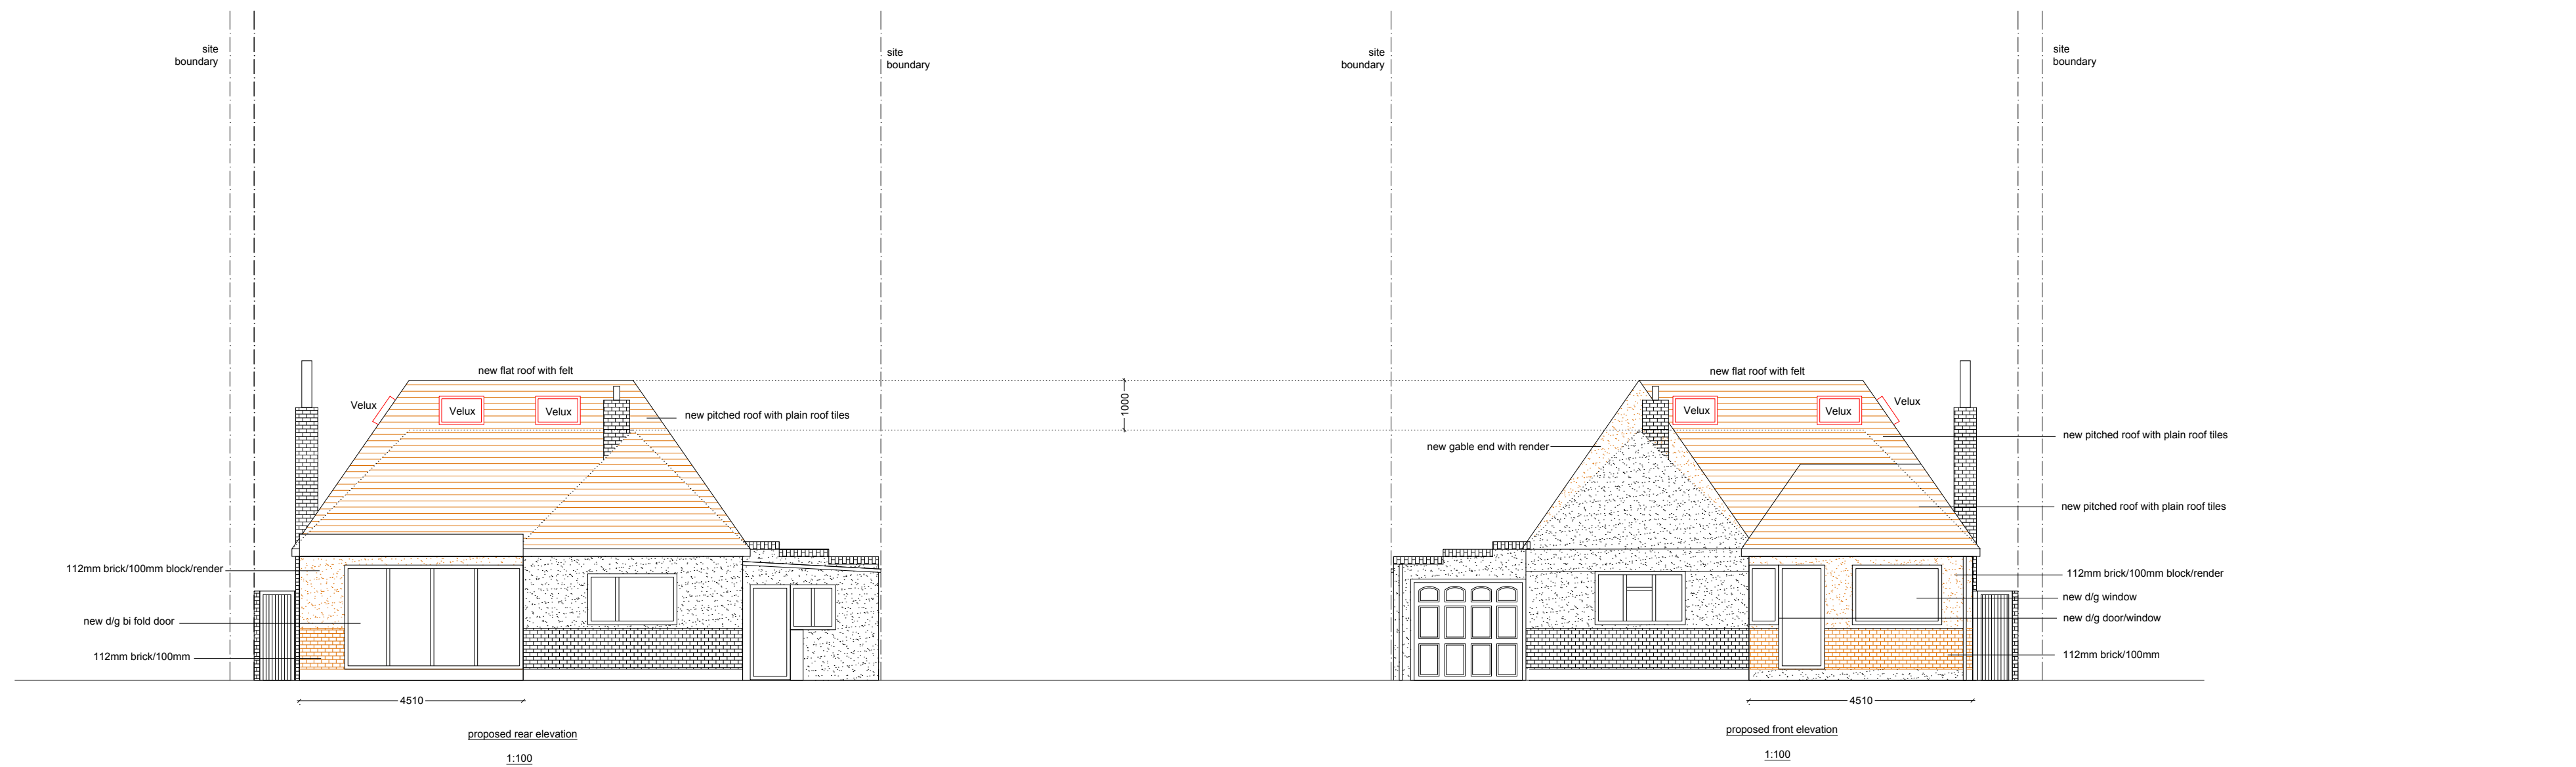 site
boundary
site
boundary
site
boundary
site
boundary
new flat roof with felt
Velux
Velux
Velux
new pitched roof with plain roof tiles
112mm brick/100mm block/render
new d/g bi fold door
112mm brick/100mm
4510
proposed rear elevation
1:100
1000
new flat roof with felt
Velux
Velux
Velux
new gable end with render
new pitched roof with plain roof tiles
new pitched roof with plain roof tiles
112mm brick/100mm block/render
new d/g window
new d/g door/window
112mm brick/100mm
4510
proposed front elevation
1:100